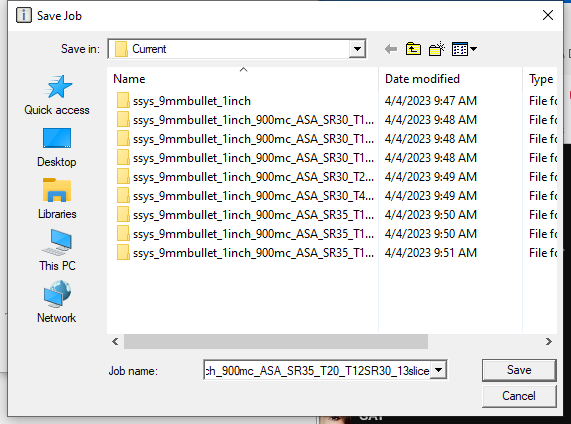 Save Job
Save in: Current
Name Date modified Type
ssys_9mmbullet_1inch 4/4/2023 9:47 AM File fo
ssys_9mmbullet_1inch_900mc_ASA_SR30_T1... 4/4/2023 9:48 AM File fo
ssys_9mmbullet_1inch_900mc_ASA_SR30_T1... 4/4/2023 9:48 AM File fo
ssys_9mmbullet_1inch_900mc_ASA_SR30_T1... 4/4/2023 9:48 AM File fo
ssys_9mmbullet_1inch_900mc_ASA_SR30_T2... 4/4/2023 9:49 AM File fo
ssys_9mmbullet_1inch_900mc_ASA_SR30_T4... 4/4/2023 9:49 AM File fo
ssys_9mmbullet_1inch_900mc_ASA_SR35_T1... 4/4/2023 9:50 AM File fo
ssys_9mmbullet_1inch_900mc_ASA_SR35_T1... 4/4/2023 9:50 AM File fo
ssys_9mmbullet_1inch_900mc_ASA_SR35_T1... 4/4/2023 9:51 AM File fo
Quick access
Desktop
Libraries
This PC
Network
Job name: ch_900mc_ASA_SR35_T20_T12SR30_13slice
Save
Cancel